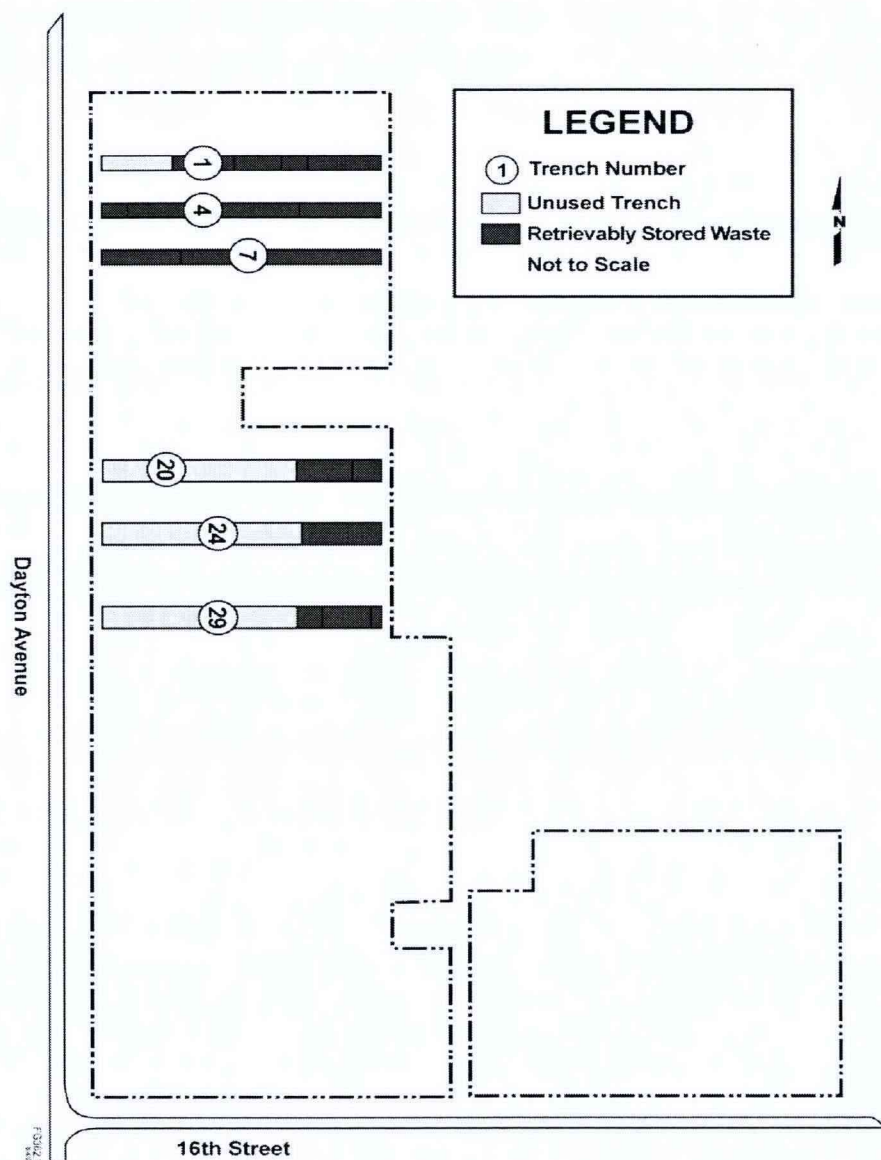 LEGEND
1 Trench Number
Unused Trench
Retrievably Stored Waste
Not to Scale
N
1
4
7
20
24
29
Dayton Avenue
16th Street